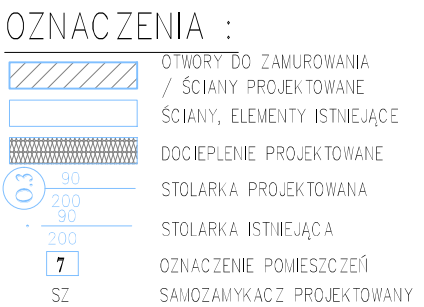 OZNACZENIA :
OTWORY DO ZAMUROWANIA
/ ŚCIANY PROJEKTOWANE
ŚCIANY, ELEMENTY ISTNIEJĄCE
DOCIEPLENIE PROJEKTOWANE
0.3 90 STOLARKA PROJEKTOWANA
200
90 STOLARKA ISTNIEJĄCA
200
7 OZNACZENIE POMIESZCZEŃ
SZ SAMOZAMYKACZ PROJEKTOWANY